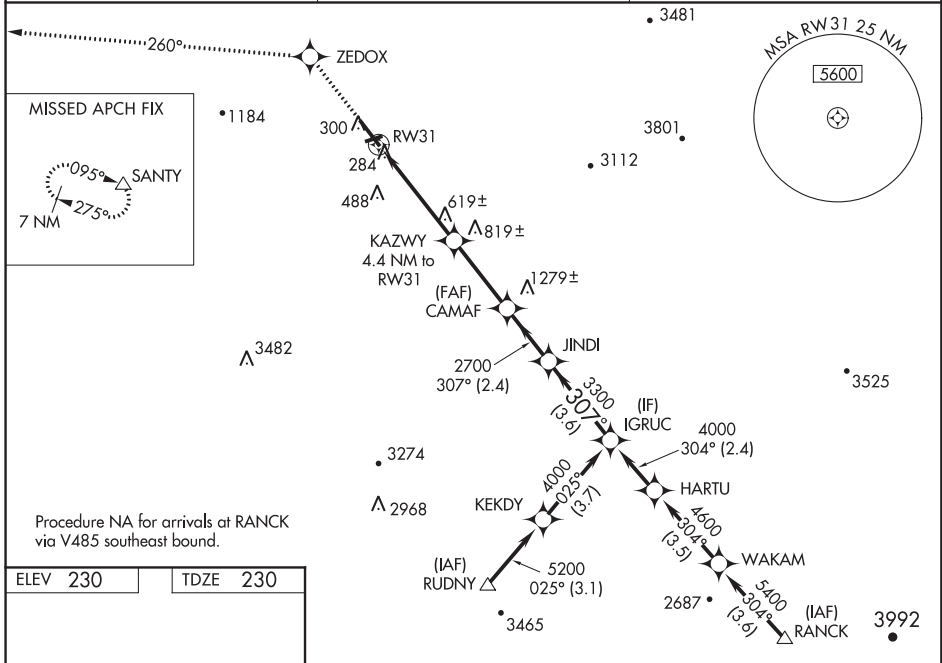 3481
MSA RW31 25 NM
5600
260°
ZEDOX
MISSED APCH FIX
095°
SANTY
275°
7 NM
1184
300
RW31
284
3801
3112
488
619±
819±
KAZWY
4.4 NM to
RW31
1279±
(FAF)
CAMAF
JINDI
2700
307° (2.4)
3482
3525
3300
307°
(3.6)
(IF)
IGRUC
4000
304° (2.4)
3274
4000
025°
(3.7)
HARTU
2968
KEKDY
4600
304°
(3.5)
Procedure NA for arrivals at RANCK
via V485 southeast bound.
WAKAM
(IAF)
RUDNY
5200
025° (3.1)
5400
304°
(3.6)
2687
(IAF)
RANCK
3465
3992
ELEV 230
TDZE 230